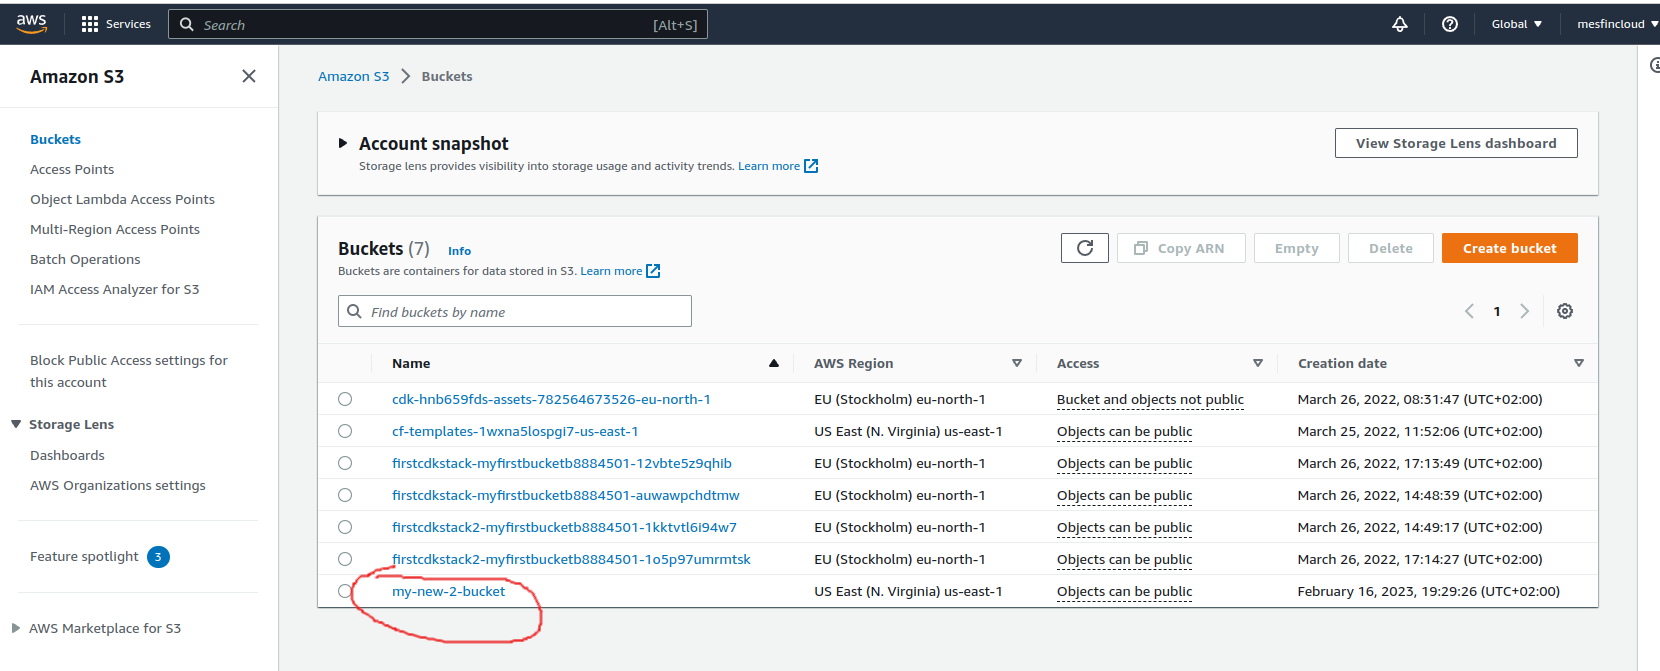 aws Services Search [Alt+S] Global mesfincloud
Amazon S3
Buckets
Access Points
Object Lambda Access Points
Multi-Region Access Points
Batch Operations
IAM Access Analyzer for S3
Block Public Access settings for
this account
Storage Lens
Dashboards
AWS Organizations settings
Feature spotlight 3
AWS Marketplace for S3
Amazon S3 Buckets
Account snapshot
Storage lens provides visibility into storage usage and activity trends. Learn more
View Storage Lens dashboard
Buckets (7) Info
Buckets are containers for data stored in S3. Learn more
Copy ARN Empty Delete Create bucket
Find buckets by name
1
Name AWS Region Access Creation date
cdk-hnb659fds-assets-782564673526-eu-north-1 EU (Stockholm) eu-north-1 Bucket and objects not public March 26, 2022, 08:31:47 (UTC+02:00)
cf-templates-1wxna5lospgi7-us-east-1 US East (N. Virginia) us-east-1 Objects can be public March 25, 2022, 11:52:06 (UTC+02:00)
firstcdkstack-myfirstbucketb8884501-12vbte5z9qhib EU (Stockholm) eu-north-1 Objects can be public March 26, 2022, 17:13:49 (UTC+02:00)
firstcdkstack-myfirstbucketb8884501-auwawpchdtmw EU (Stockholm) eu-north-1 Objects can be public March 26, 2022, 14:48:39 (UTC+02:00)
firstcdkstack2-myfirstbucketb8884501-1kktvtl6i94w7 EU (Stockholm) eu-north-1 Objects can be public March 26, 2022, 14:49:17 (UTC+02:00)
firstcdkstack2-myfirstbucketb8884501-1o5p97umrmtsk EU (Stockholm) eu-north-1 Objects can be public March 26, 2022, 17:14:27 (UTC+02:00)
my-new-2-bucket US East (N. Virginia) us-east-1 Objects can be public February 16, 2023, 19:29:26 (UTC+02:00)